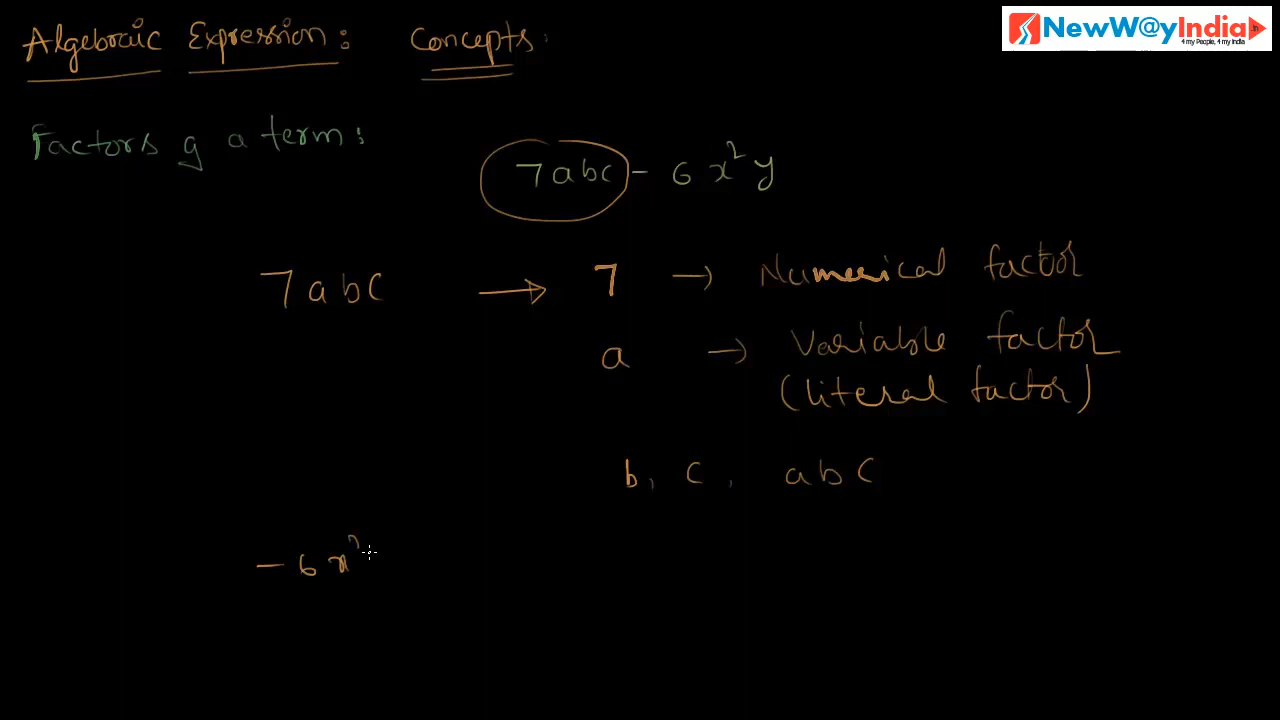 Algebraic Expression: Concepts:
NewW@yIndia.in
4 my People, 4 my India
Factors of a term:
7abc - 6x²y
7abc → 7 → Numerical factor
a → Variable factor
(literal factor)
b, c, abc
- 6x²